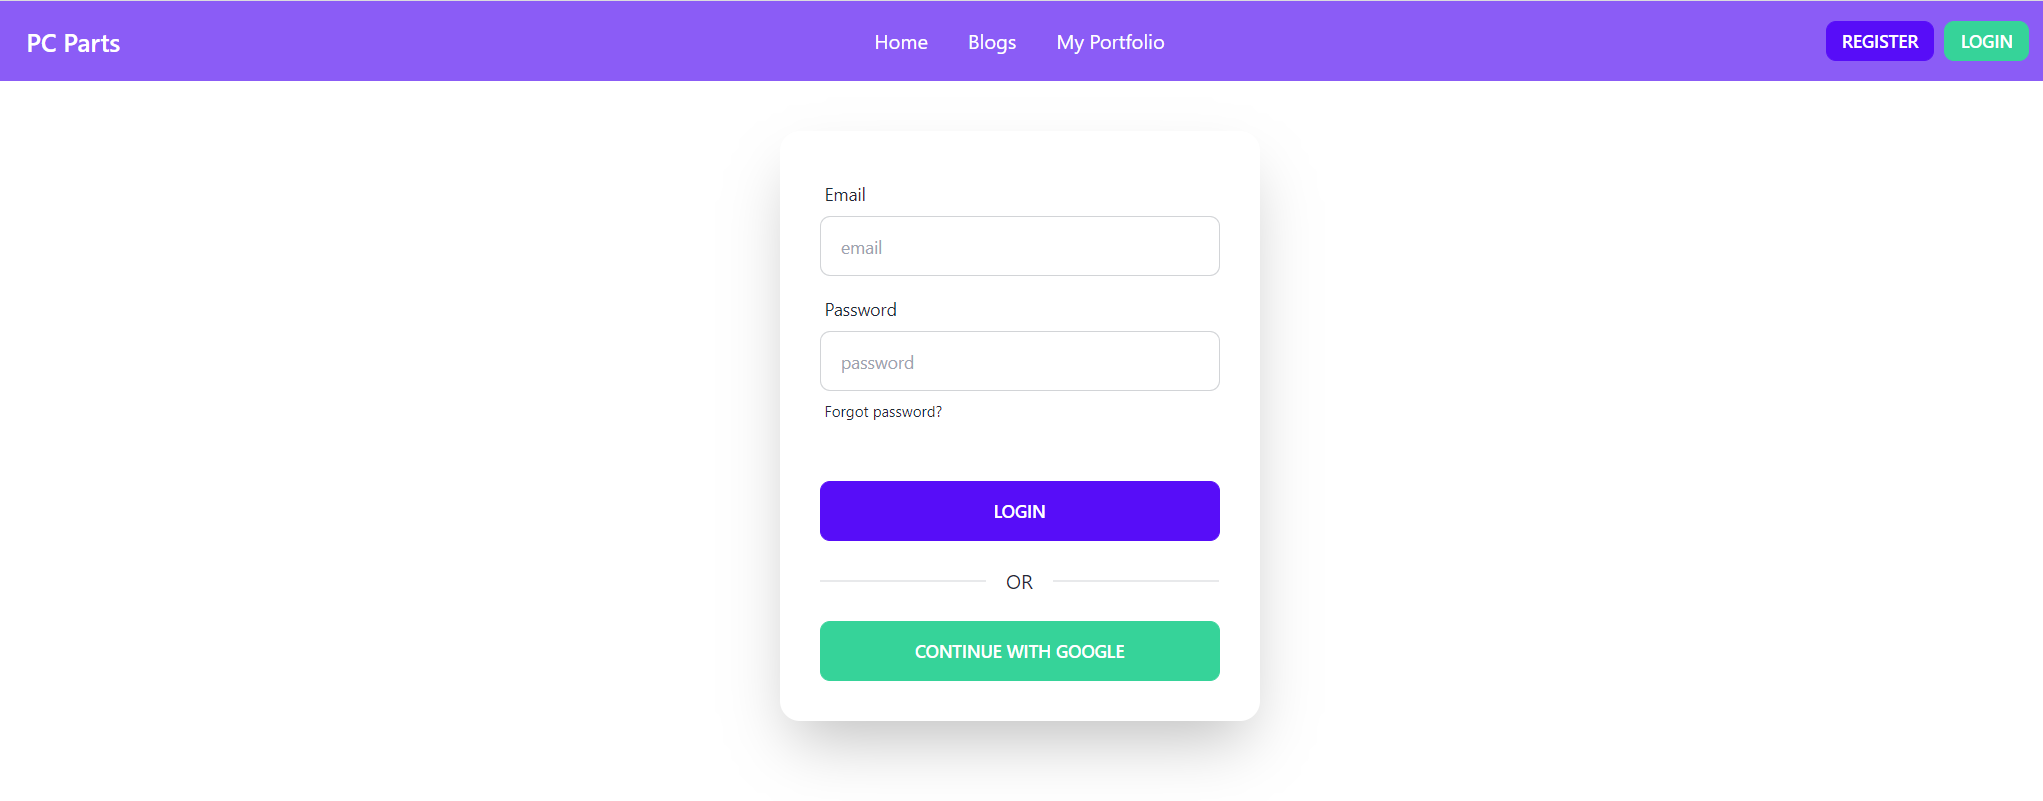 PC Parts
Home Blogs My Portfolio
REGISTER LOGIN
Email
email
Password
password
Forgot password?
LOGIN
OR
CONTINUE WITH GOOGLE